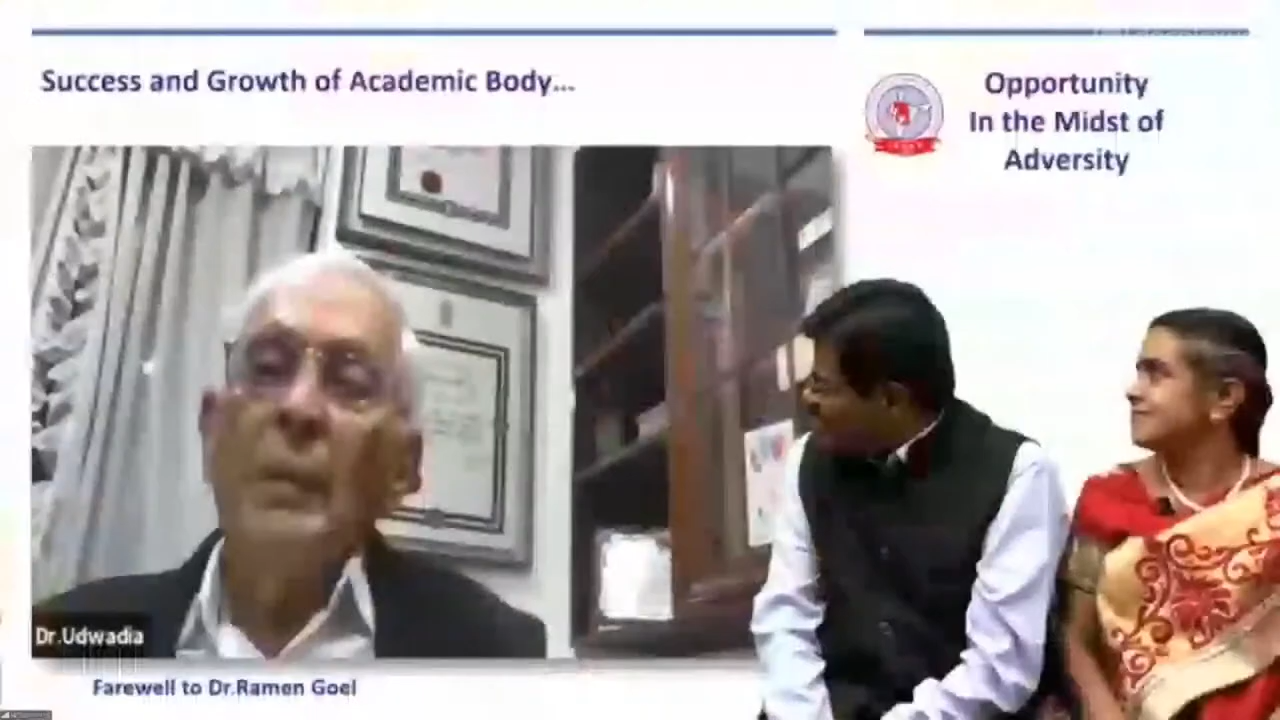 Success and Growth of Academic Body...
Opportunity
In the Midst of
Adversity
Dr.Udwadia
Farewell to Dr.Ramen Goel